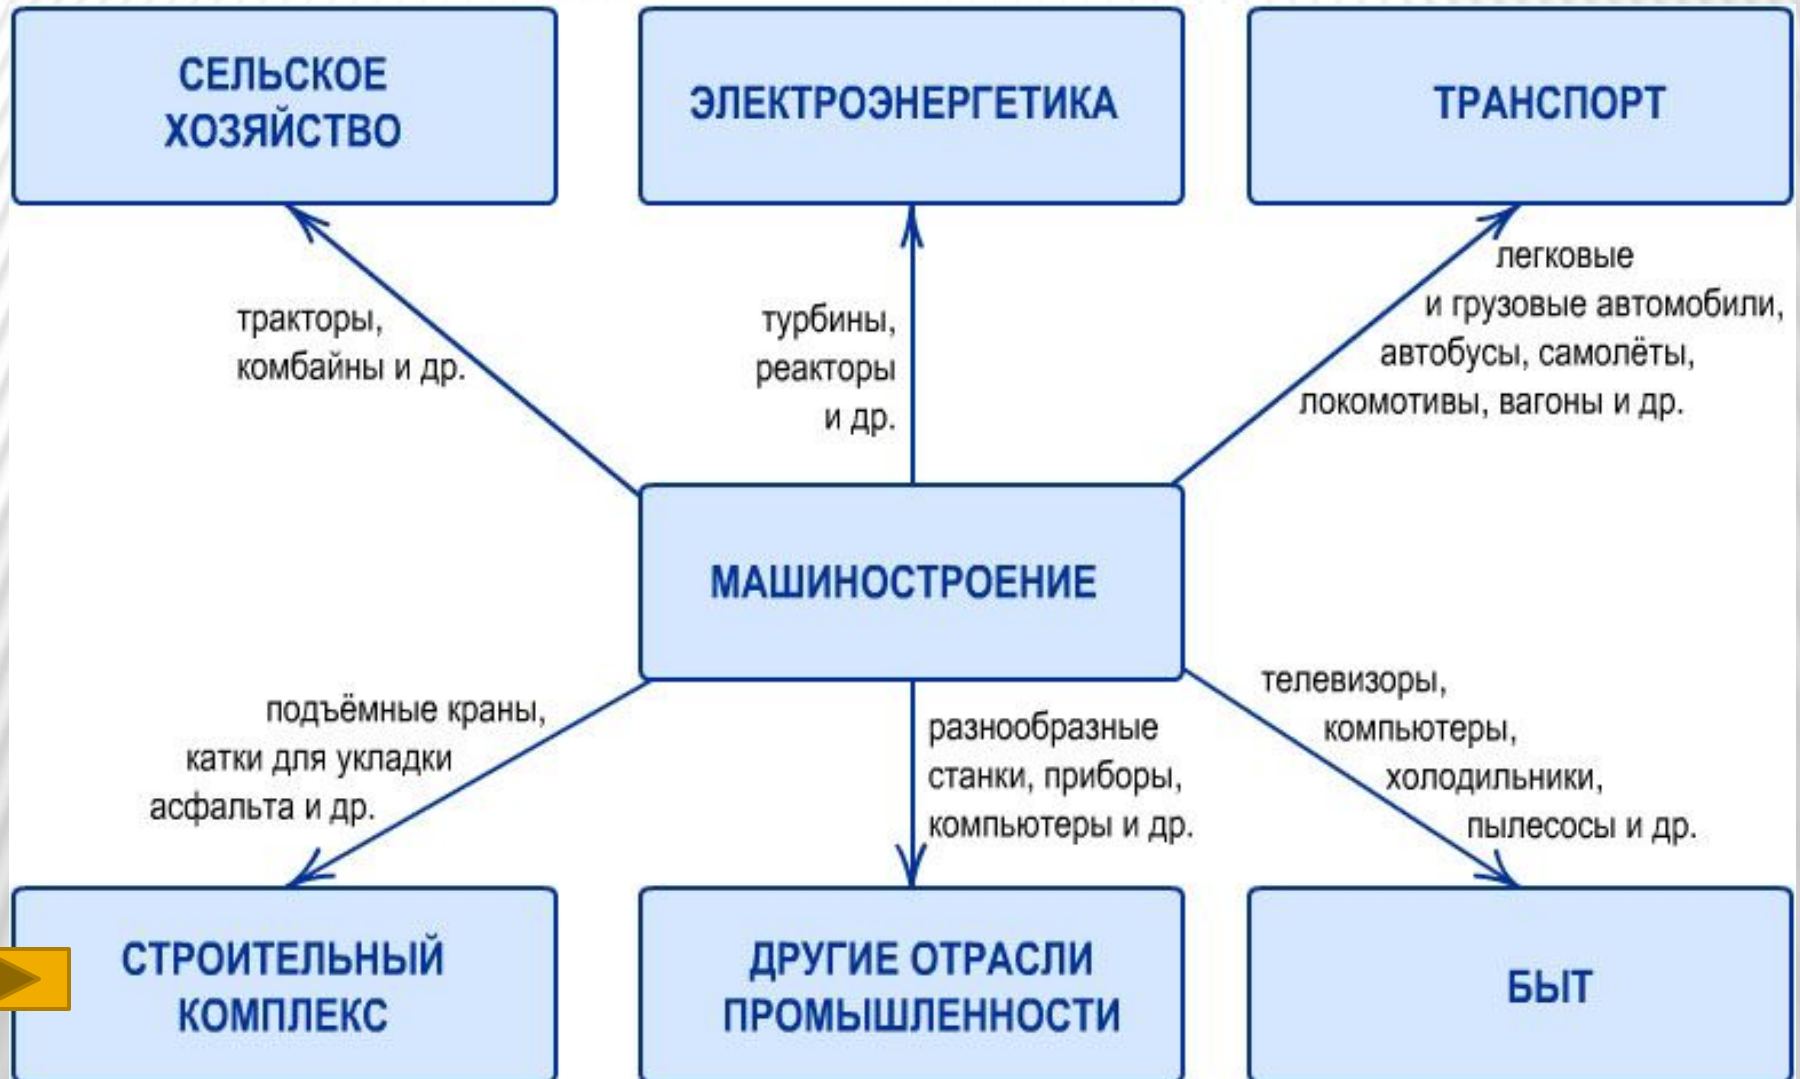 СЕЛЬСКОЕ
ХОЗЯЙСТВО
ЭЛЕКТРОЭНЕРГЕТИКА
ТРАНСПОРТ
тракторы,
комбайны и др.
турбины,
реакторы
и др.
легковые
и грузовые автомобили,
автобусы, самолёты,
локомотивы, вагоны и др.
МАШИНОСТРОЕНИЕ
подъёмные краны,
катки для укладки
асфальта и др.
разнообразные
станки, приборы,
компьютеры и др.
телевизоры,
компьютеры,
холодильники,
пылесосы и др.
СТРОИТЕЛЬНЫЙ
КОМПЛЕКС
ДРУГИЕ ОТРАСЛИ
ПРОМЫШЛЕННОСТИ
БЫТ